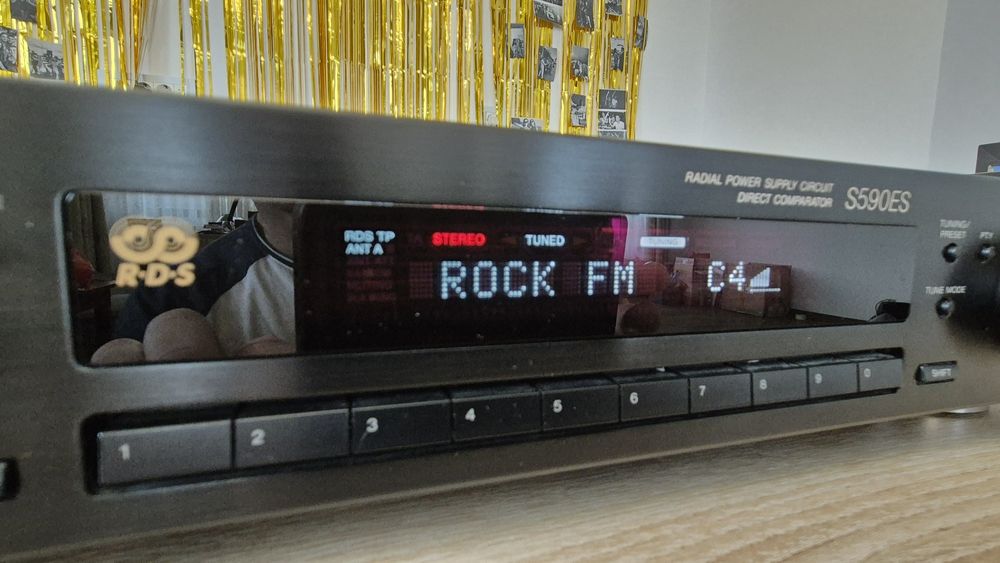 RADIAL POWER SUPPLY CIRCUIT
DIRECT COMPARATOR
S590ES
TUNING/
PRESET
PTY
R·D·S
RDS TP
ANT A
STEREO
TUNED
TUNING
ROCK FM C4
TUNE MODE
SHIFT
1 2 3 4 5 6 7 8 9 0